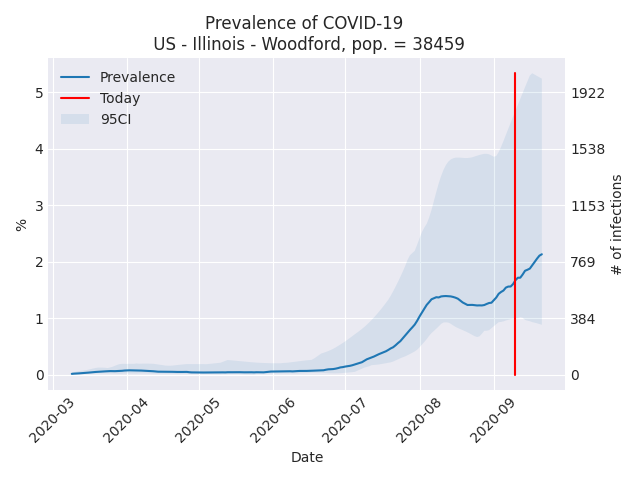 Prevalence of COVID-19
US - Illinois - Woodford, pop. = 38459
Prevalence
Today
95CI
%
5
4
3
2
1
0
1922
1538
1153
769
384
0
# of infections
2020-03
2020-04
2020-05
2020-06
2020-07
2020-08
2020-09
Date